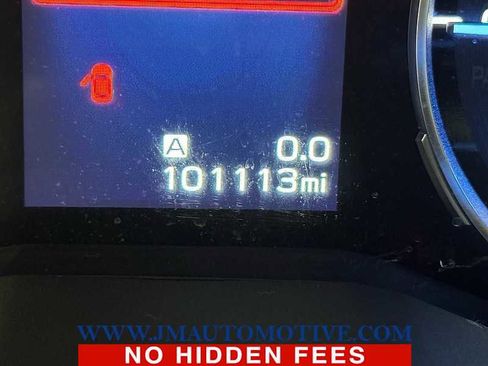 A 0.0
101113mi
WWW.JMAUTOMOTIVE.COM
NO HIDDEN FEES